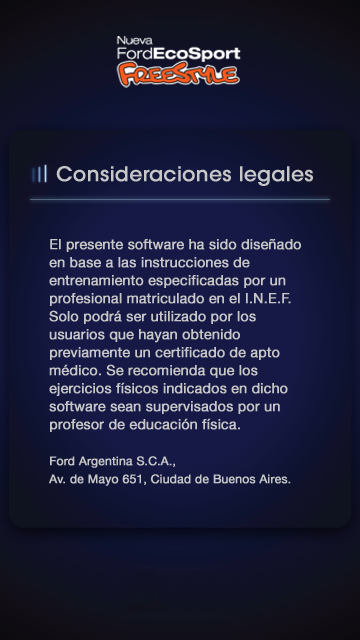 Nueva
FordEcoSport
FREESTYLE
Consideraciones legales
El presente software ha sido diseñado
en base a las instrucciones de
entrenamiento especificadas por un
profesional matriculado en el I.N.E.F.
Solo podrá ser utilizado por los
usuarios que hayan obtenido
previamente un certificado de apto
médico. Se recomienda que los
ejercicios físicos indicados en dicho
software sean supervisados por un
profesor de educación física.
Ford Argentina S.C.A.,
Av. de Mayo 651, Ciudad de Buenos Aires.